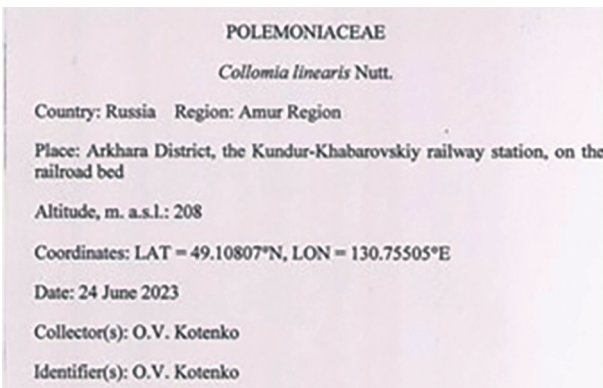 POLEMONIACEAE
Collomia linearis Nutt.
Country: Russia Region: Amur Region
Place: Arkhara District, the Kundur-Khabarovskiy railway station, on the
railroad bed
Altitude, m. a.s.l.: 208
Coordinates: LAT = 49.10807°N, LON = 130.75505°E
Date: 24 June 2023
Collector(s): O.V. Kotenko
Identifier(s): O.V. Kotenko